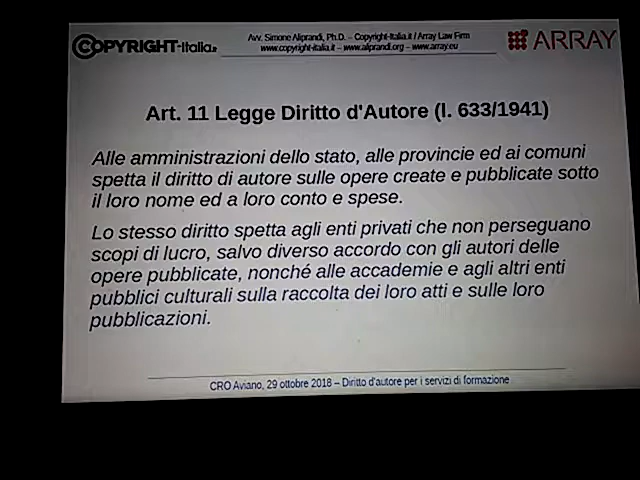 COPYRIGHT-Italia.it
Avv. Simone Aliprandi, Ph.D. – Copyright-Italia.it / Array Law Firm
www.copyright-italia.it – www.aliprandi.org – www.array.eu
ARRAY
Art. 11 Legge Diritto d'Autore (l. 633/1941)
Alle amministrazioni dello stato, alle provincie ed ai comuni
spetta il diritto di autore sulle opere create e pubblicate sotto
il loro nome ed a loro conto e spese.
Lo stesso diritto spetta agli enti privati che non perseguano
scopi di lucro, salvo diverso accordo con gli autori delle
opere pubblicate, nonché alle accademie e agli altri enti
pubblici culturali sulla raccolta dei loro atti e sulle loro
pubblicazioni.
CRO Aviano, 29 ottobre 2018 – Diritto d'autore per i servizi di formazione